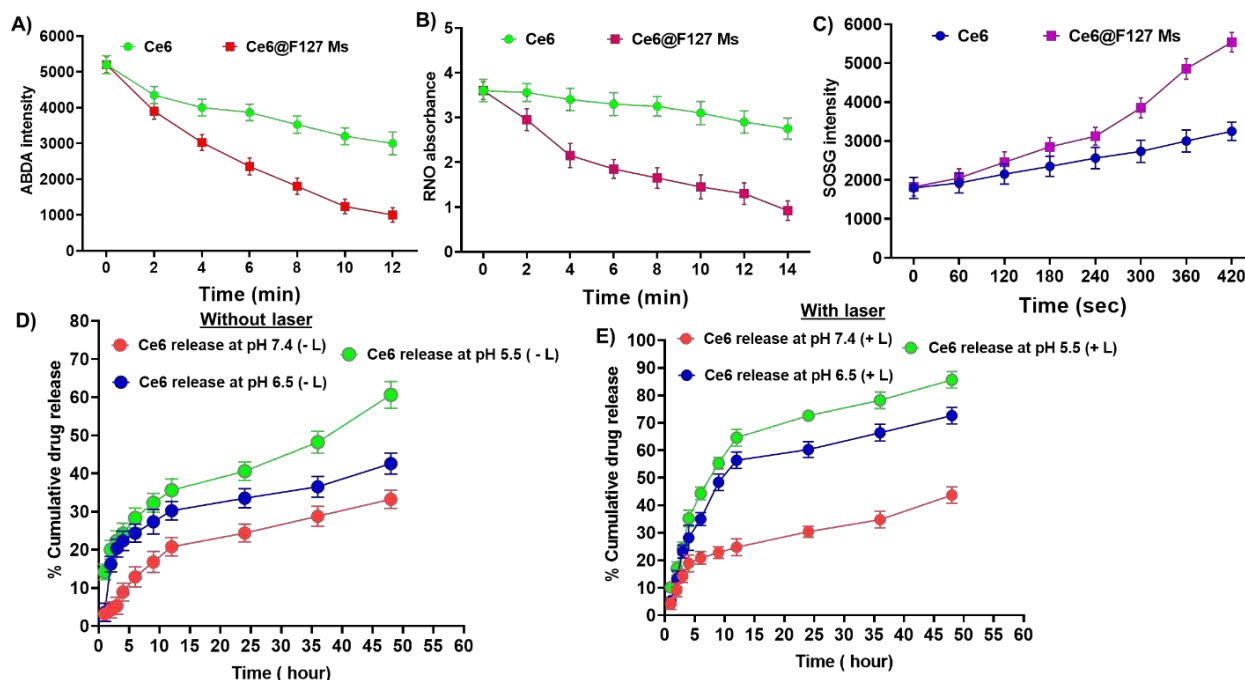 A)
Ce6
Ce6@F127 Ms
ABDA intensity
6000
5000
4000
3000
2000
1000
0
0 2 4 6 8 10 12
Time (min)
B)
Ce6
Ce6@F127 Ms
RNO absorbance
5
4
3
2
1
0
0 2 4 6 8 10 12 14
Time (min)
C)
Ce6
Ce6@F127 Ms
SOSG intensity
6000
5000
4000
3000
2000
1000
0
0 60 120 180 240 300 360 420
Time (sec)
D)
Without laser
Ce6 release at pH 7.4 (- L)
Ce6 release at pH 5.5 ( - L)
Ce6 release at pH 6.5 (- L)
% Cumulative drug release
80
70
60
50
40
30
20
10
0
0 5 10 15 20 25 30 35 40 45 50 55 60
Time ( hour)
E)
With laser
Ce6 release at pH 7.4 (+ L)
Ce6 release at pH 5.5 (+ L)
Ce6 release at pH 6.5 (+ L)
% Cumulative drug release
100
90
80
70
60
50
40
30
20
10
0
0 5 10 15 20 25 30 35 40 45 50 55 60
Time ( hour)